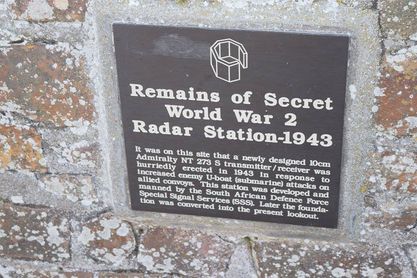 Remains of Secret
World War 2
Radar Station-1943
It was on this site that a newly designed 10cm
Admiralty NT 273 S transmitter/receiver was
hurriedly erected in 1943 in response to
increased enemy U-boat (submarine) attacks on
allied convoys. This station was developed and
manned by the South African Defence Force
Special Signal Services (SSS). Later the founda-
tion was converted into the present lookout.